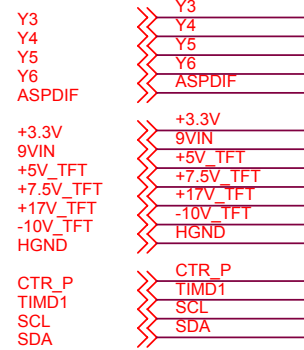 Y3 Y3
Y4 Y4
Y5 Y5
Y6 Y6
ASPDIF ASPDIF
+3.3V +3.3V
9VIN 9VIN
+5V_TFT +5V_TFT
+7.5V_TFT +7.5V_TFT
+17V_TFT +17V_TFT
-10V_TFT -10V_TFT
HGND HGND
CTR_P CTR_P
TIMD1 TIMD1
SCL SCL
SDA SDA